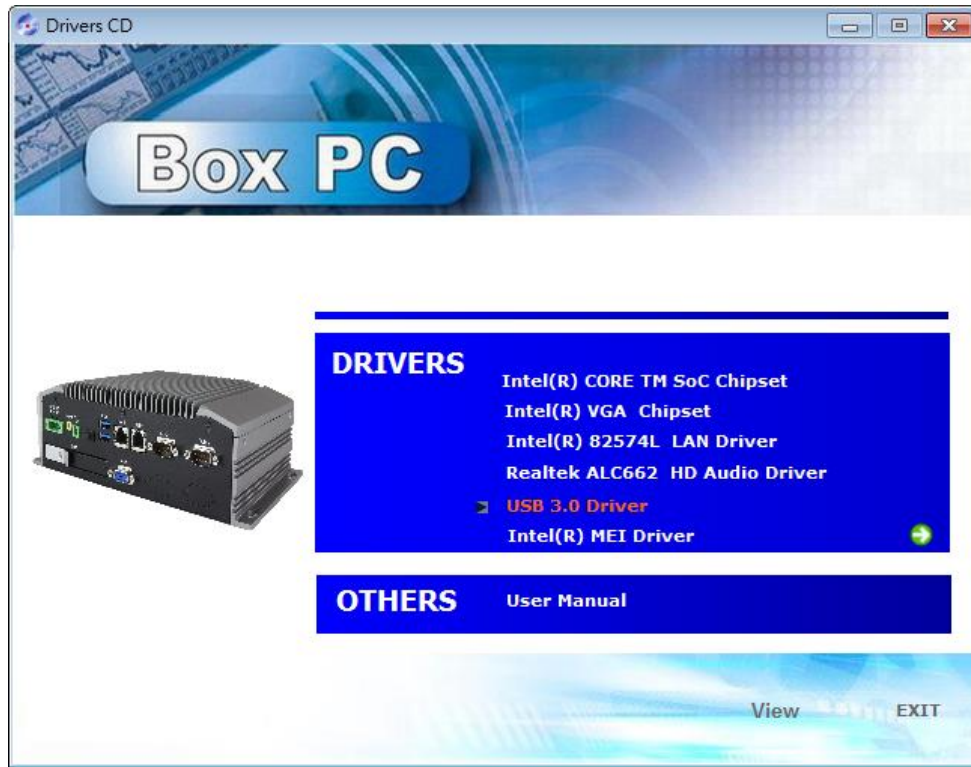 Drivers CD
Box PC
DRIVERS
Intel(R) CORE TM SoC Chipset
Intel(R) VGA Chipset
Intel(R) 82574L LAN Driver
Realtek ALC662 HD Audio Driver
USB 3.0 Driver
Intel(R) MEI Driver
OTHERS
User Manual
View
EXIT